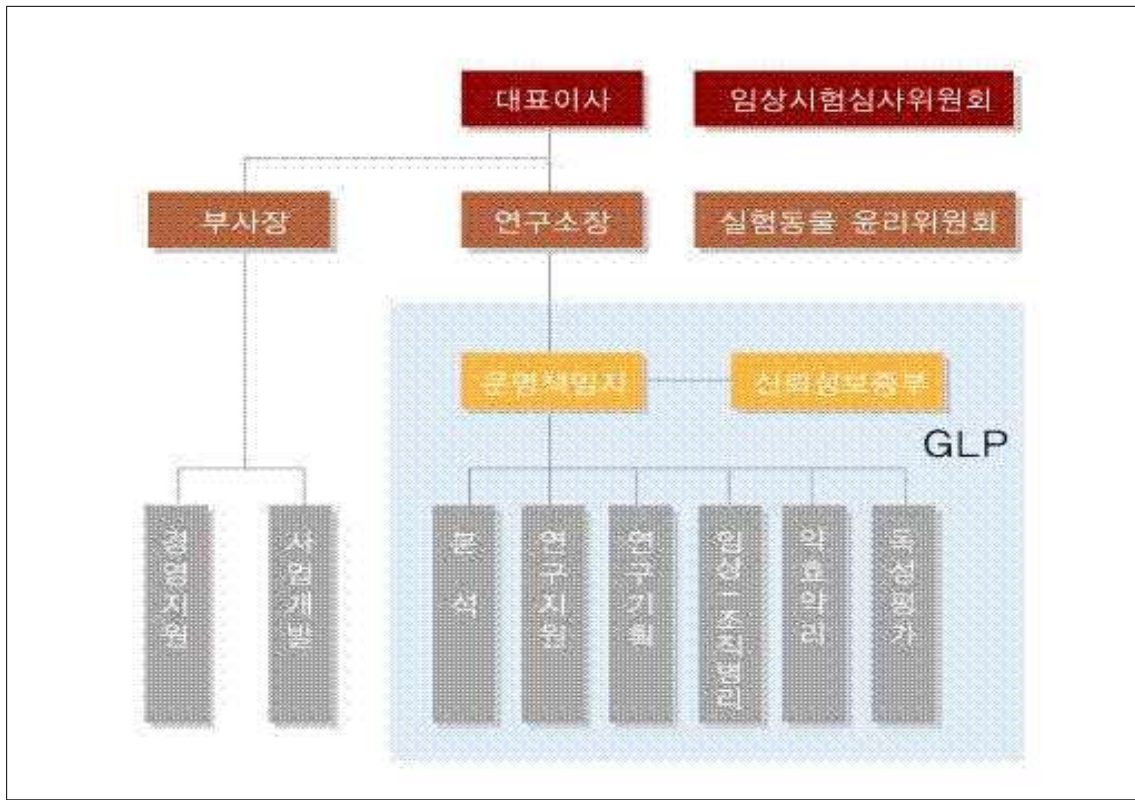 대표이사
임상시험심사위원회
부사장
연구소장
실험동물 윤리위원회
운영책임자
신뢰성보증부
GLP
경영지원
사업개발
분 석
연구지원
연구기획
임상-조직병리
약효약리
독성평가